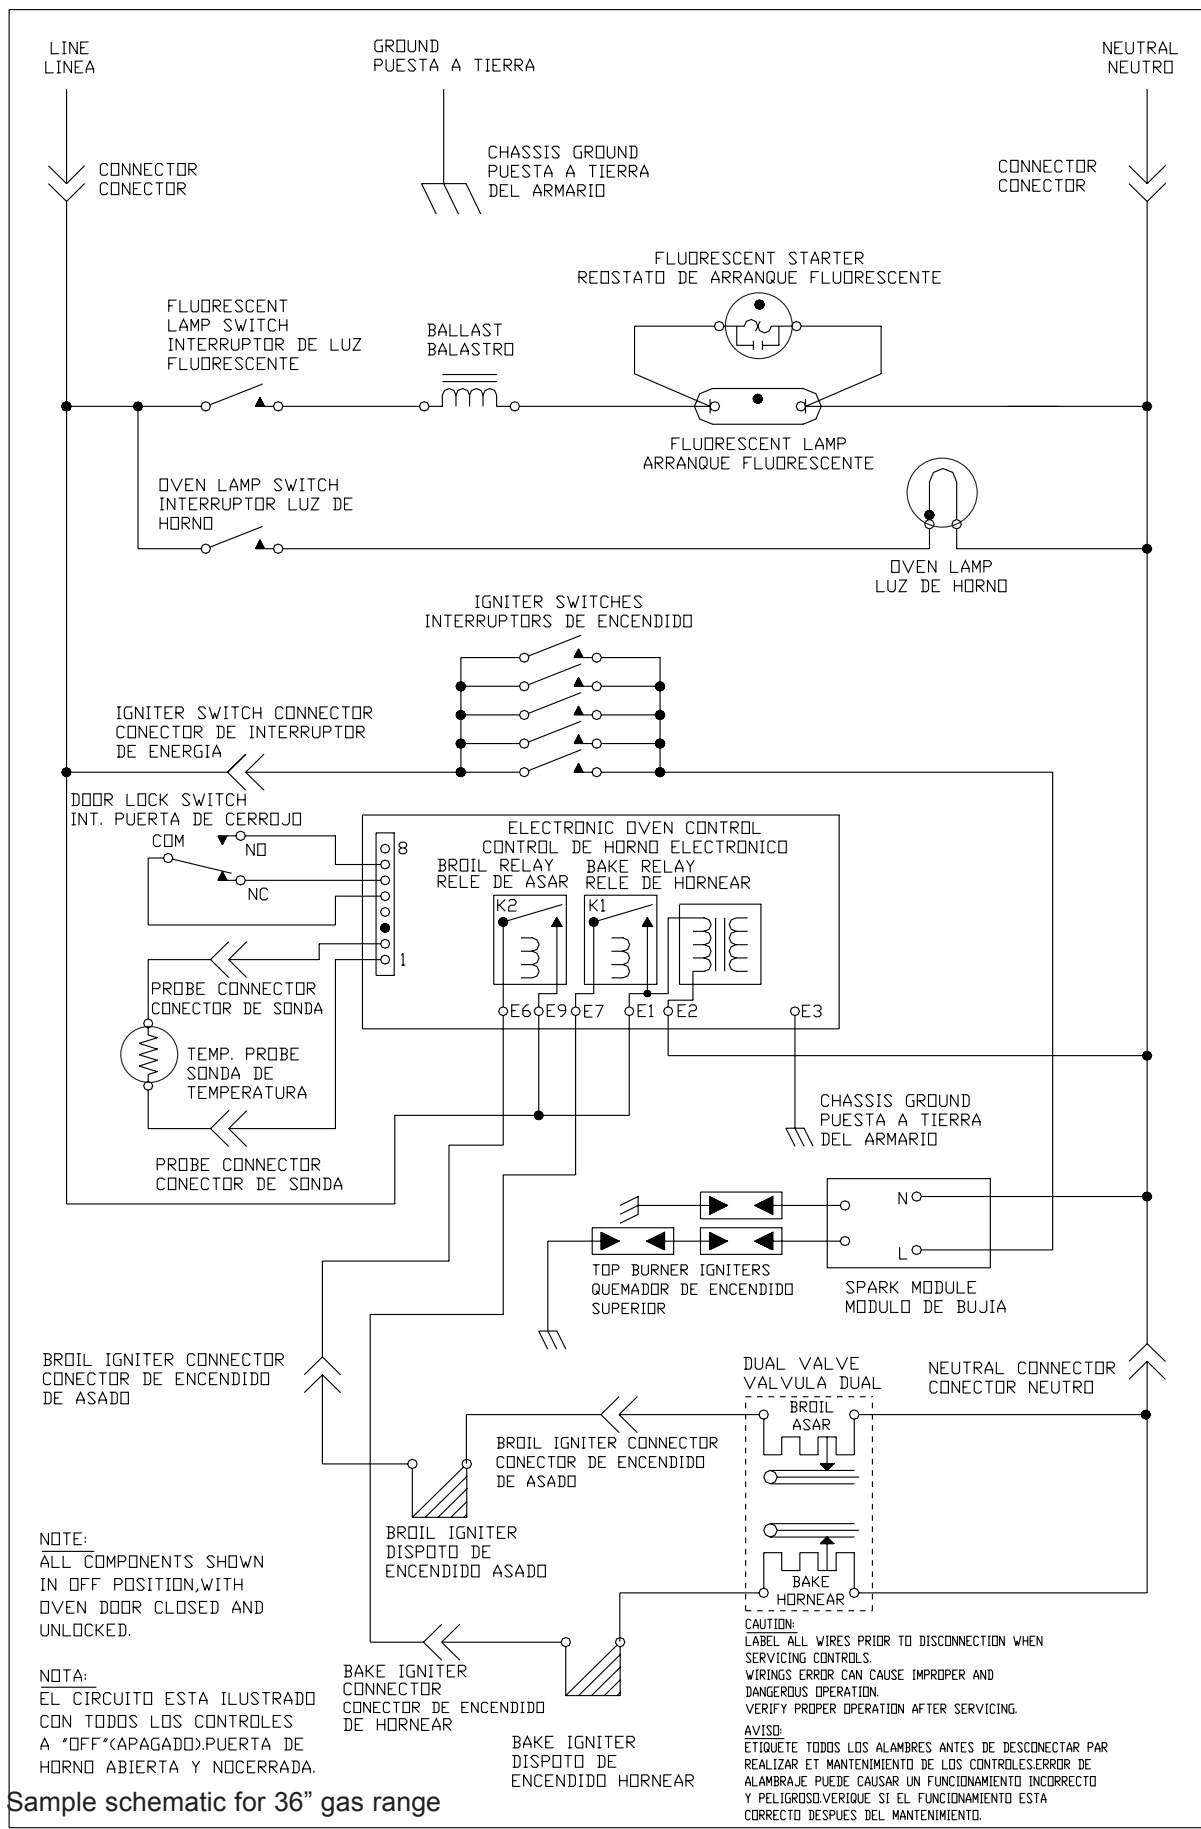 LINE
LINEA
GROUND
PUESTA A TIERRA
NEUTRAL
NEUTRO
CONNECTOR
CONECTOR
CHASSIS GROUND
PUESTA A TIERRA
DEL ARMARIO
CONNECTOR
CONECTOR
FLUORESCENT STARTER
REOSTATO DE ARRANQUE FLUORESCENTE
FLUORESCENT
LAMP SWITCH
INTERRUPTOR DE LUZ
FLUORESCENTE
BALLAST
BALASTRO
FLUORESCENT LAMP
ARRANQUE FLUORESCENTE
OVEN LAMP SWITCH
INTERRUPTOR LUZ DE
HORNO
OVEN LAMP
LUZ DE HORNO
IGNITER SWITCHES
INTERRUPTORS DE ENCENDIDO
IGNITER SWITCH CONNECTOR
CONECTOR DE INTERRUPTOR
DE ENERGIA
DOOR LOCK SWITCH
INT. PUERTA DE CERROJO
COM
NO
NC
8
1
ELECTRONIC OVEN CONTROL
CONTROL DE HORNO ELECTRONICO
BROIL RELAY
RELE DE ASAR
BAKE RELAY
RELE DE HORNEAR
K2
K1
E6
E9
E7
E1
E2
E3
PROBE CONNECTOR
CONECTOR DE SONDA
TEMP. PROBE
SONDA DE
TEMPERATURA
PROBE CONNECTOR
CONECTOR DE SONDA
CHASSIS GROUND
PUESTA A TIERRA
DEL ARMARIO
N
L
TOP BURNER IGNITERS
QUEMADOR DE ENCENDIDO
SUPERIOR
SPARK MODULE
MODULO DE BUJIA
BROIL IGNITER CONNECTOR
CONECTOR DE ENCENDIDO
DE ASADO
DUAL VALVE
VALVULA DUAL
BROIL
ASAR
NEUTRAL CONNECTOR
CONECTOR NEUTRO
BROIL IGNITER CONNECTOR
CONECTOR DE ENCENDIDO
DE ASADO
BROIL IGNITER
DISPOTO DE
ENCENDIDO ASADO
BAKE
HORNEAR
NOTE:
ALL COMPONENTS SHOWN
IN OFF POSITION,WITH
OVEN DOOR CLOSED AND
UNLOCKED.
NOTA:
EL CIRCUITO ESTA ILUSTRADO
CON TODOS LOS CONTROLES
A "OFF"(APAGADO).PUERTA DE
HORNO ABIERTA Y NOCERRADA.
BAKE IGNITER
CONNECTOR
CONECTOR DE ENCENDIDO
DE HORNEAR
BAKE IGNITER
DISPOTO DE
ENCENDIDO HORNEAR
CAUTION:
LABEL ALL WIRES PRIOR TO DISCONNECTION WHEN
SERVICING CONTROLS.
WIRINGS ERROR CAN CAUSE IMPROPER AND
DANGEROUS OPERATION.
VERIFY PROPER OPERATION AFTER SERVICING.
AVISO:
ETIQUETE TODOS LOS ALAMBRES ANTES DE DESCONECTAR PAR
REALIZAR ET MANTENIMIENTO DE LOS CONTROLES.ERROR DE
ALAMBRAJE PUEDE CAUSAR UN FUNCIONAMIENTO INCORRECTO
Y PELIGROSO.VERIQUE SI EL FUNCIONAMIENTO ESTA
CORRECTO DESPUES DEL MANTENIMIENTO.
Sample schematic for 36” gas range